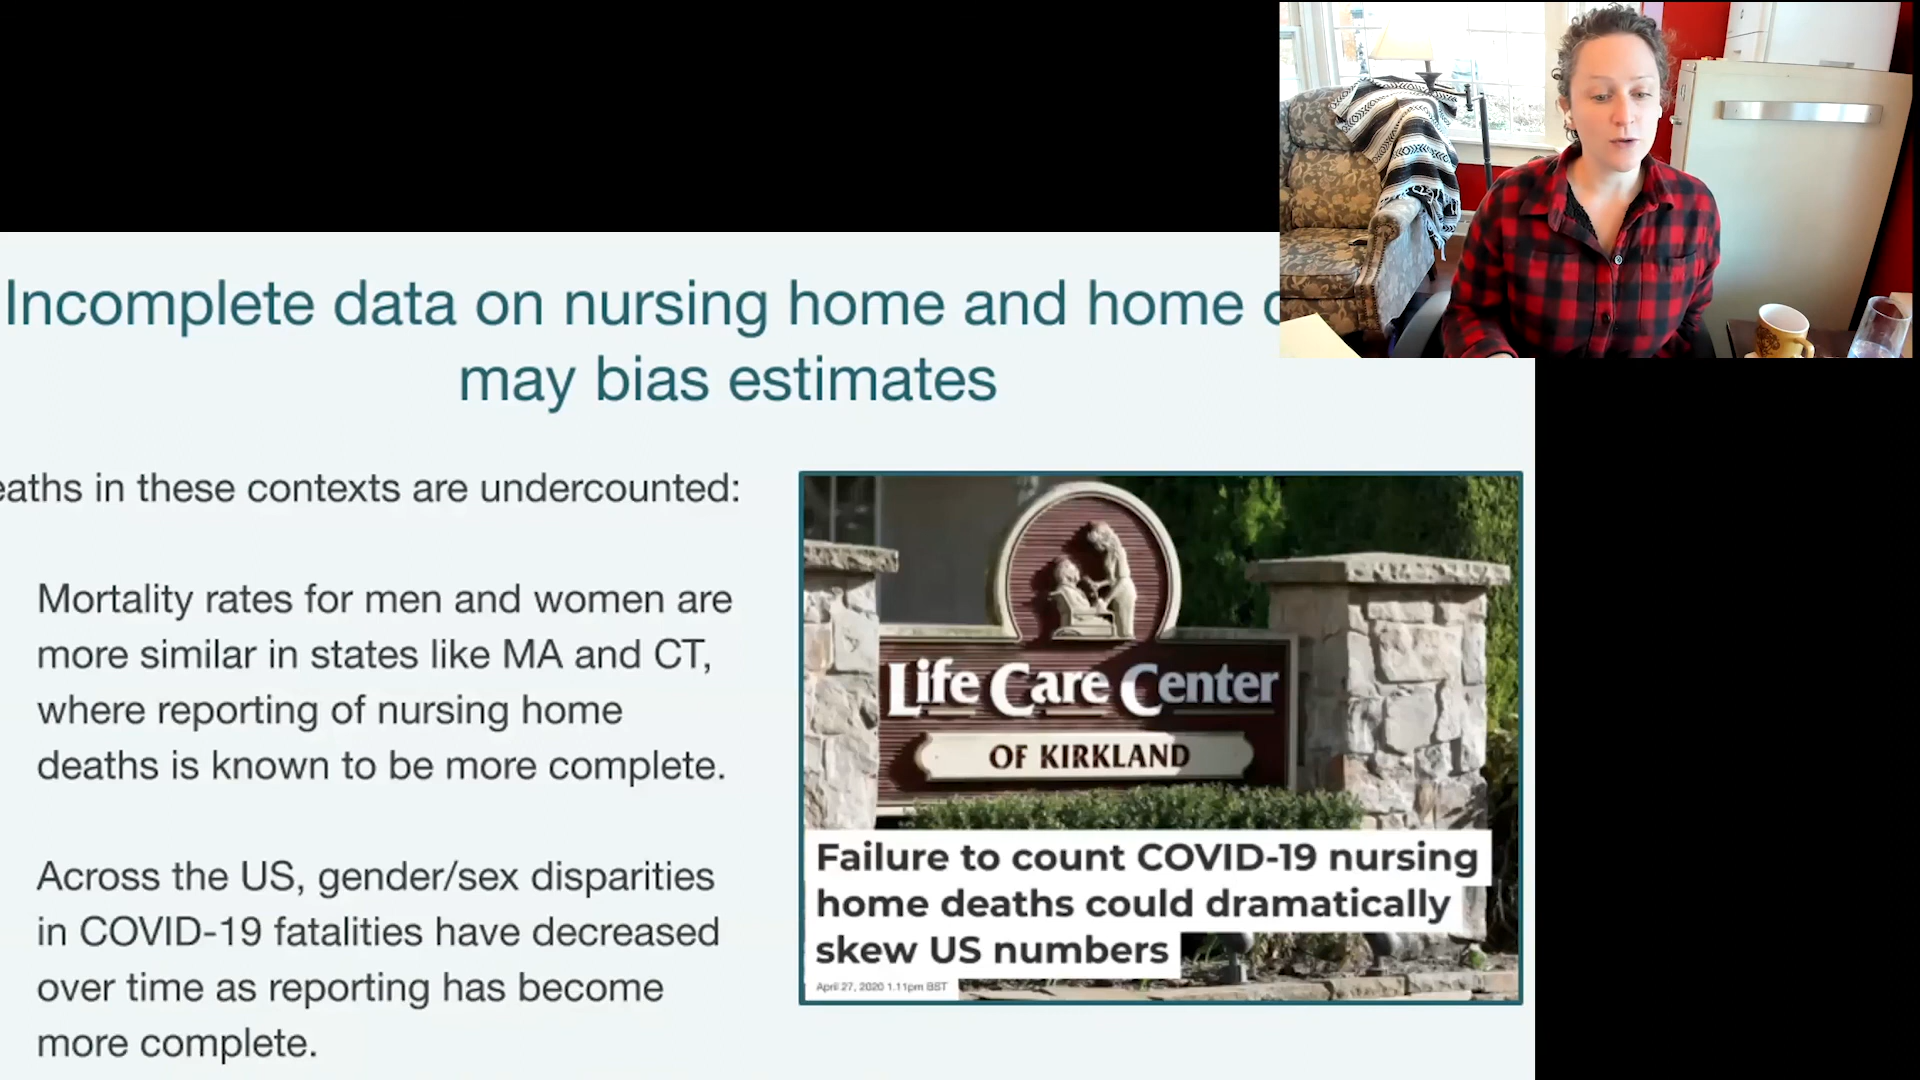 Incomplete data on nursing home and home
may bias estimates
in these contexts are undercounted:
Mortality rates for men and women are
more similar in states like MA and CT,
where reporting of nursing home
deaths is known to be more complete.
Across the US, gender/sex disparities
in COVID-19 fatalities have decreased
over time as reporting has become
more complete.
Life Care Center
OF KIRKLAND
Failure to count COVID-19 nursing
home deaths could dramatically
skew US numbers
April 27, 2020 1.11pm BST